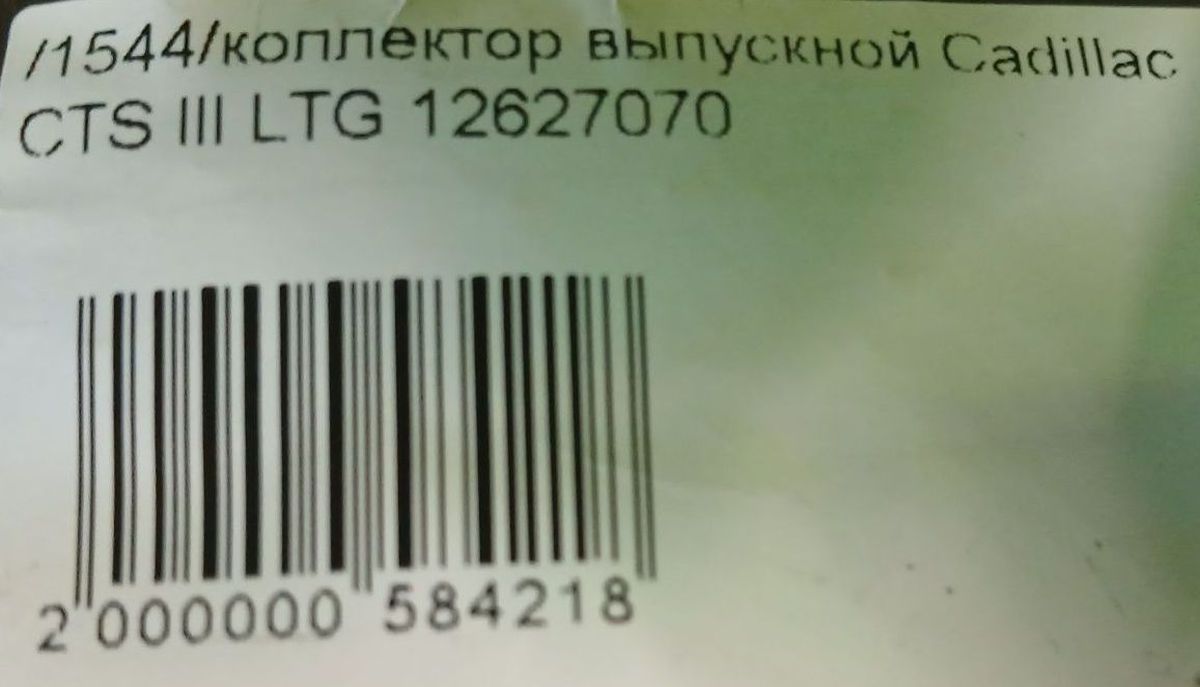 /1544/коллектор выпускной Cadillac
CTS III LTG 12627070
2 000000 584218